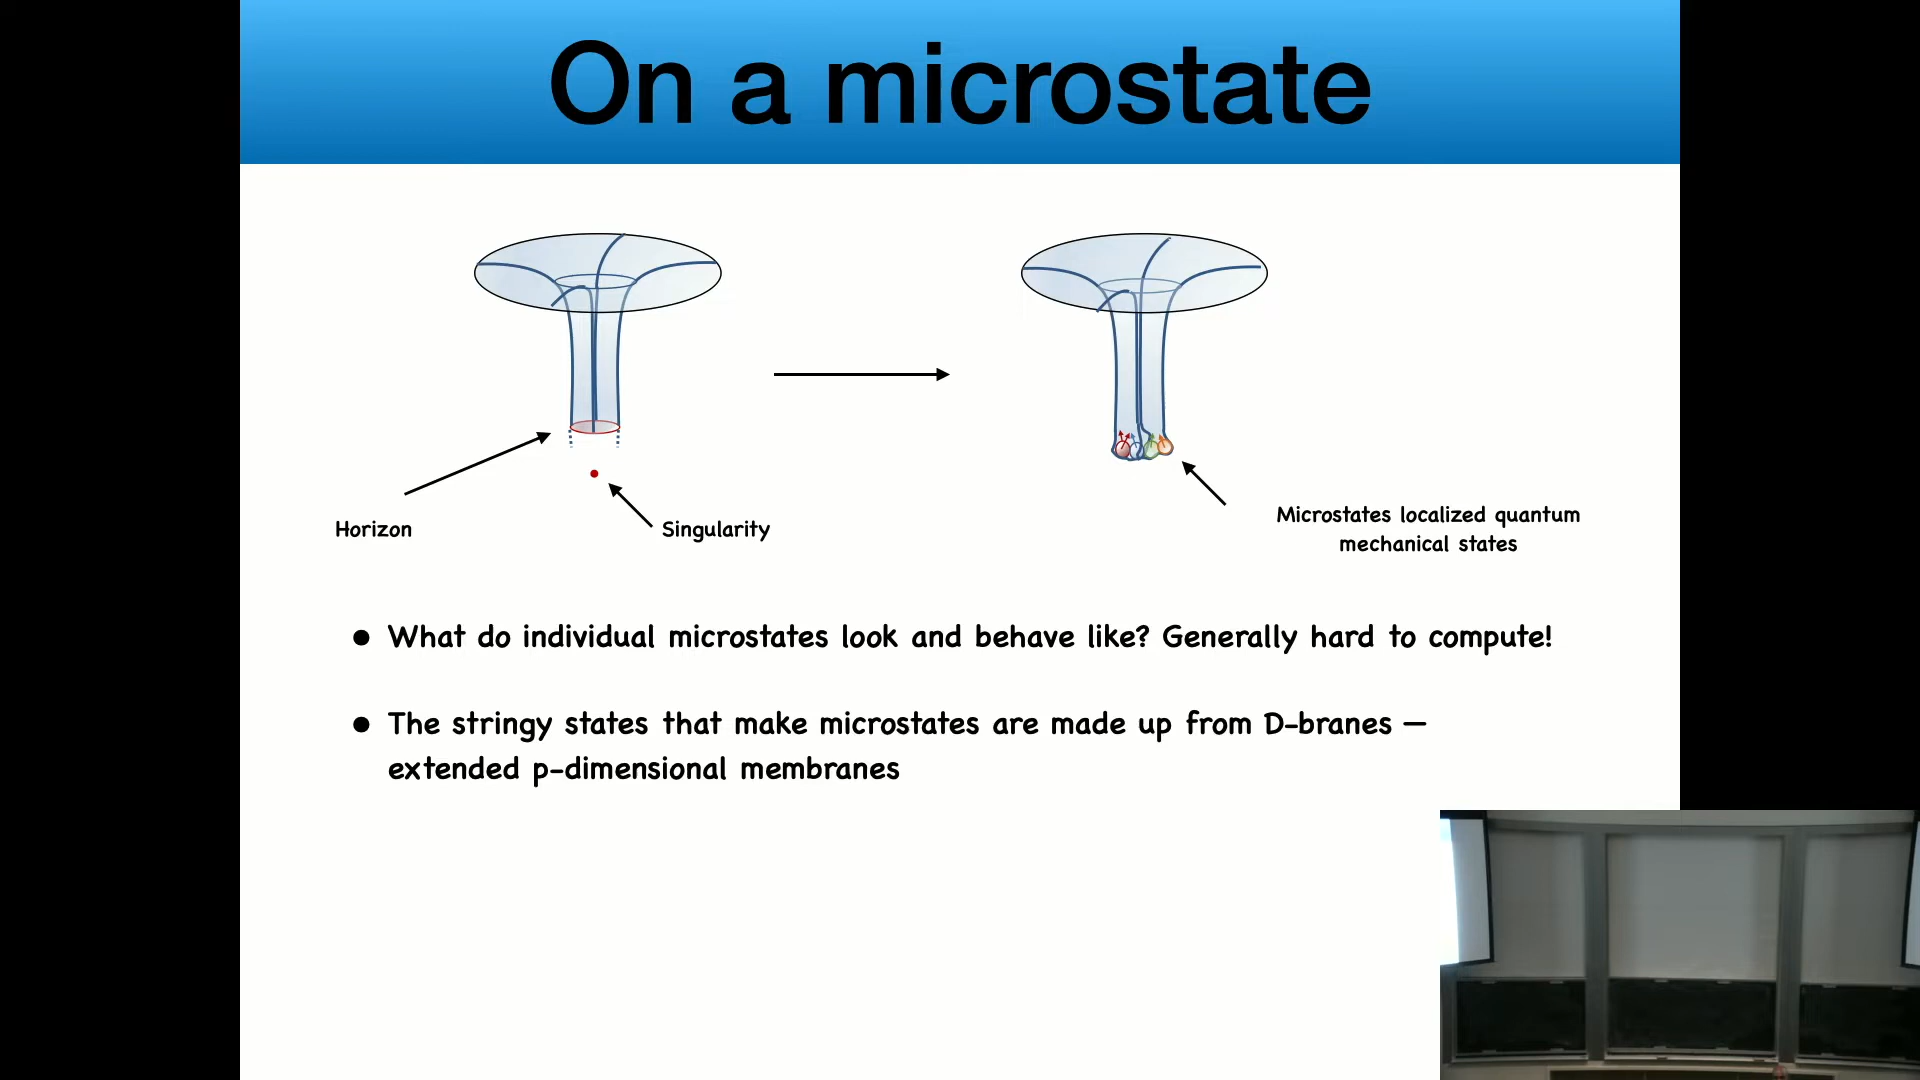 On a microstate
Horizon
Singularity
Microstates localized quantum
mechanical states
● What do individual microstates look and behave like? Generally hard to compute!
● The stringy states that make microstates are made up from D-branes —
extended p-dimensional membranes